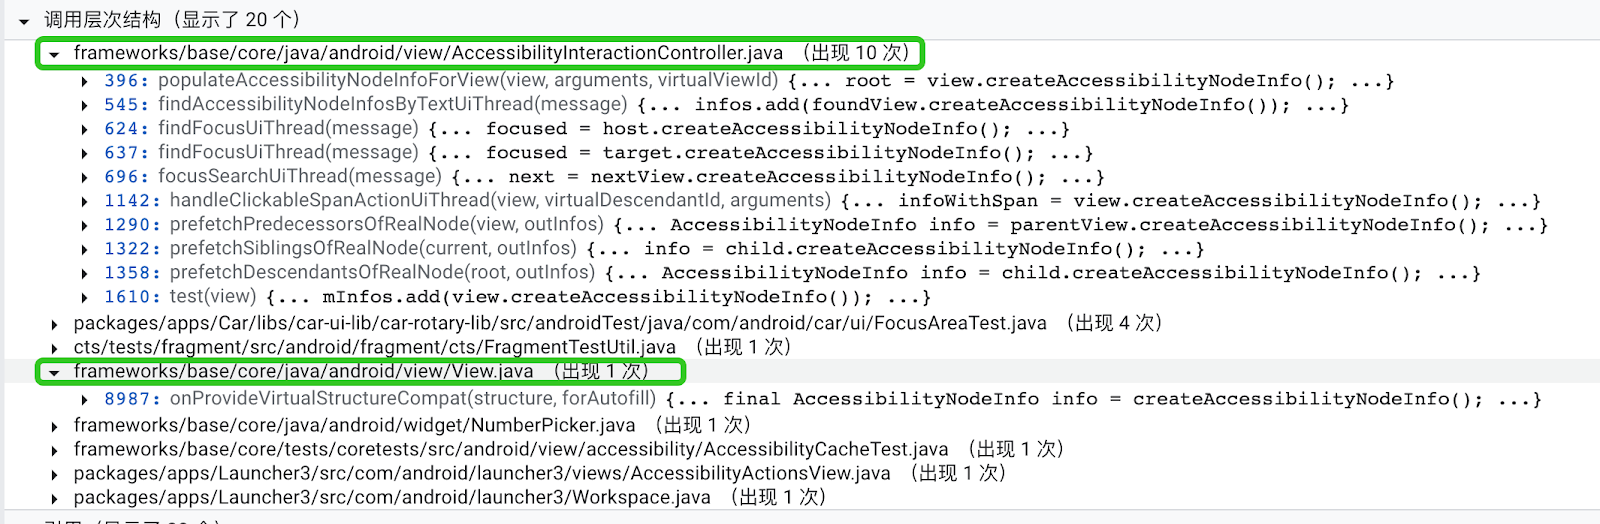 调用层次结构（显示了 20 个）
frameworks/base/core/java/android/view/AccessibilityInteractionController.java （出现 10 次）
396: populateAccessibilityNodeInfoForView(view, arguments, virtualViewId) {... root = view.createAccessibilityNodeInfo(); ...}
545: findAccessibilityNodeInfosByTextUiThread(message) {... infos.add(foundView.createAccessibilityNodeInfo()); ...}
624: findFocusUiThread(message) {... focused = host.createAccessibilityNodeInfo(); ...}
637: findFocusUiThread(message) {... focused = target.createAccessibilityNodeInfo(); ...}
696: focusSearchUiThread(message) {... next = nextView.createAccessibilityNodeInfo(); ...}
1142: handleClickableSpanActionUiThread(view, virtualDescendantId, arguments) {... infoWithSpan = view.createAccessibilityNodeInfo(); ...}
1290: prefetchPredecessorsOfRealNode(view, outInfos) {... AccessibilityNodeInfo info = parentView.createAccessibilityNodeInfo(); ...}
1322: prefetchSiblingsOfRealNode(current, outInfos) {... info = child.createAccessibilityNodeInfo(); ...}
1358: prefetchDescendantsOfRealNode(root, outInfos) {... AccessibilityNodeInfo info = child.createAccessibilityNodeInfo(); ...}
1610: test(view) {... mInfos.add(view.createAccessibilityNodeInfo()); ...}
packages/apps/Car/libs/car-ui-lib/car-rotary-lib/src/androidTest/java/com/android/car/ui/FocusAreaTest.java （出现 4 次）
cts/tests/fragment/src/android/fragment/cts/FragmentTestUtil.java （出现 1 次）
frameworks/base/core/java/android/view/View.java （出现 1 次）
8987: onProvideVirtualStructureCompat(structure, forAutofill) {... final AccessibilityNodeInfo info = createAccessibilityNodeInfo(); ...}
frameworks/base/core/java/android/widget/NumberPicker.java （出现 1 次）
frameworks/base/core/tests/coretests/src/android/view/accessibility/AccessibilityCacheTest.java （出现 1 次）
packages/apps/Launcher3/src/com/android/launcher3/views/AccessibilityActionsView.java （出现 1 次）
packages/apps/Launcher3/src/com/android/launcher3/Workspace.java （出现 1 次）